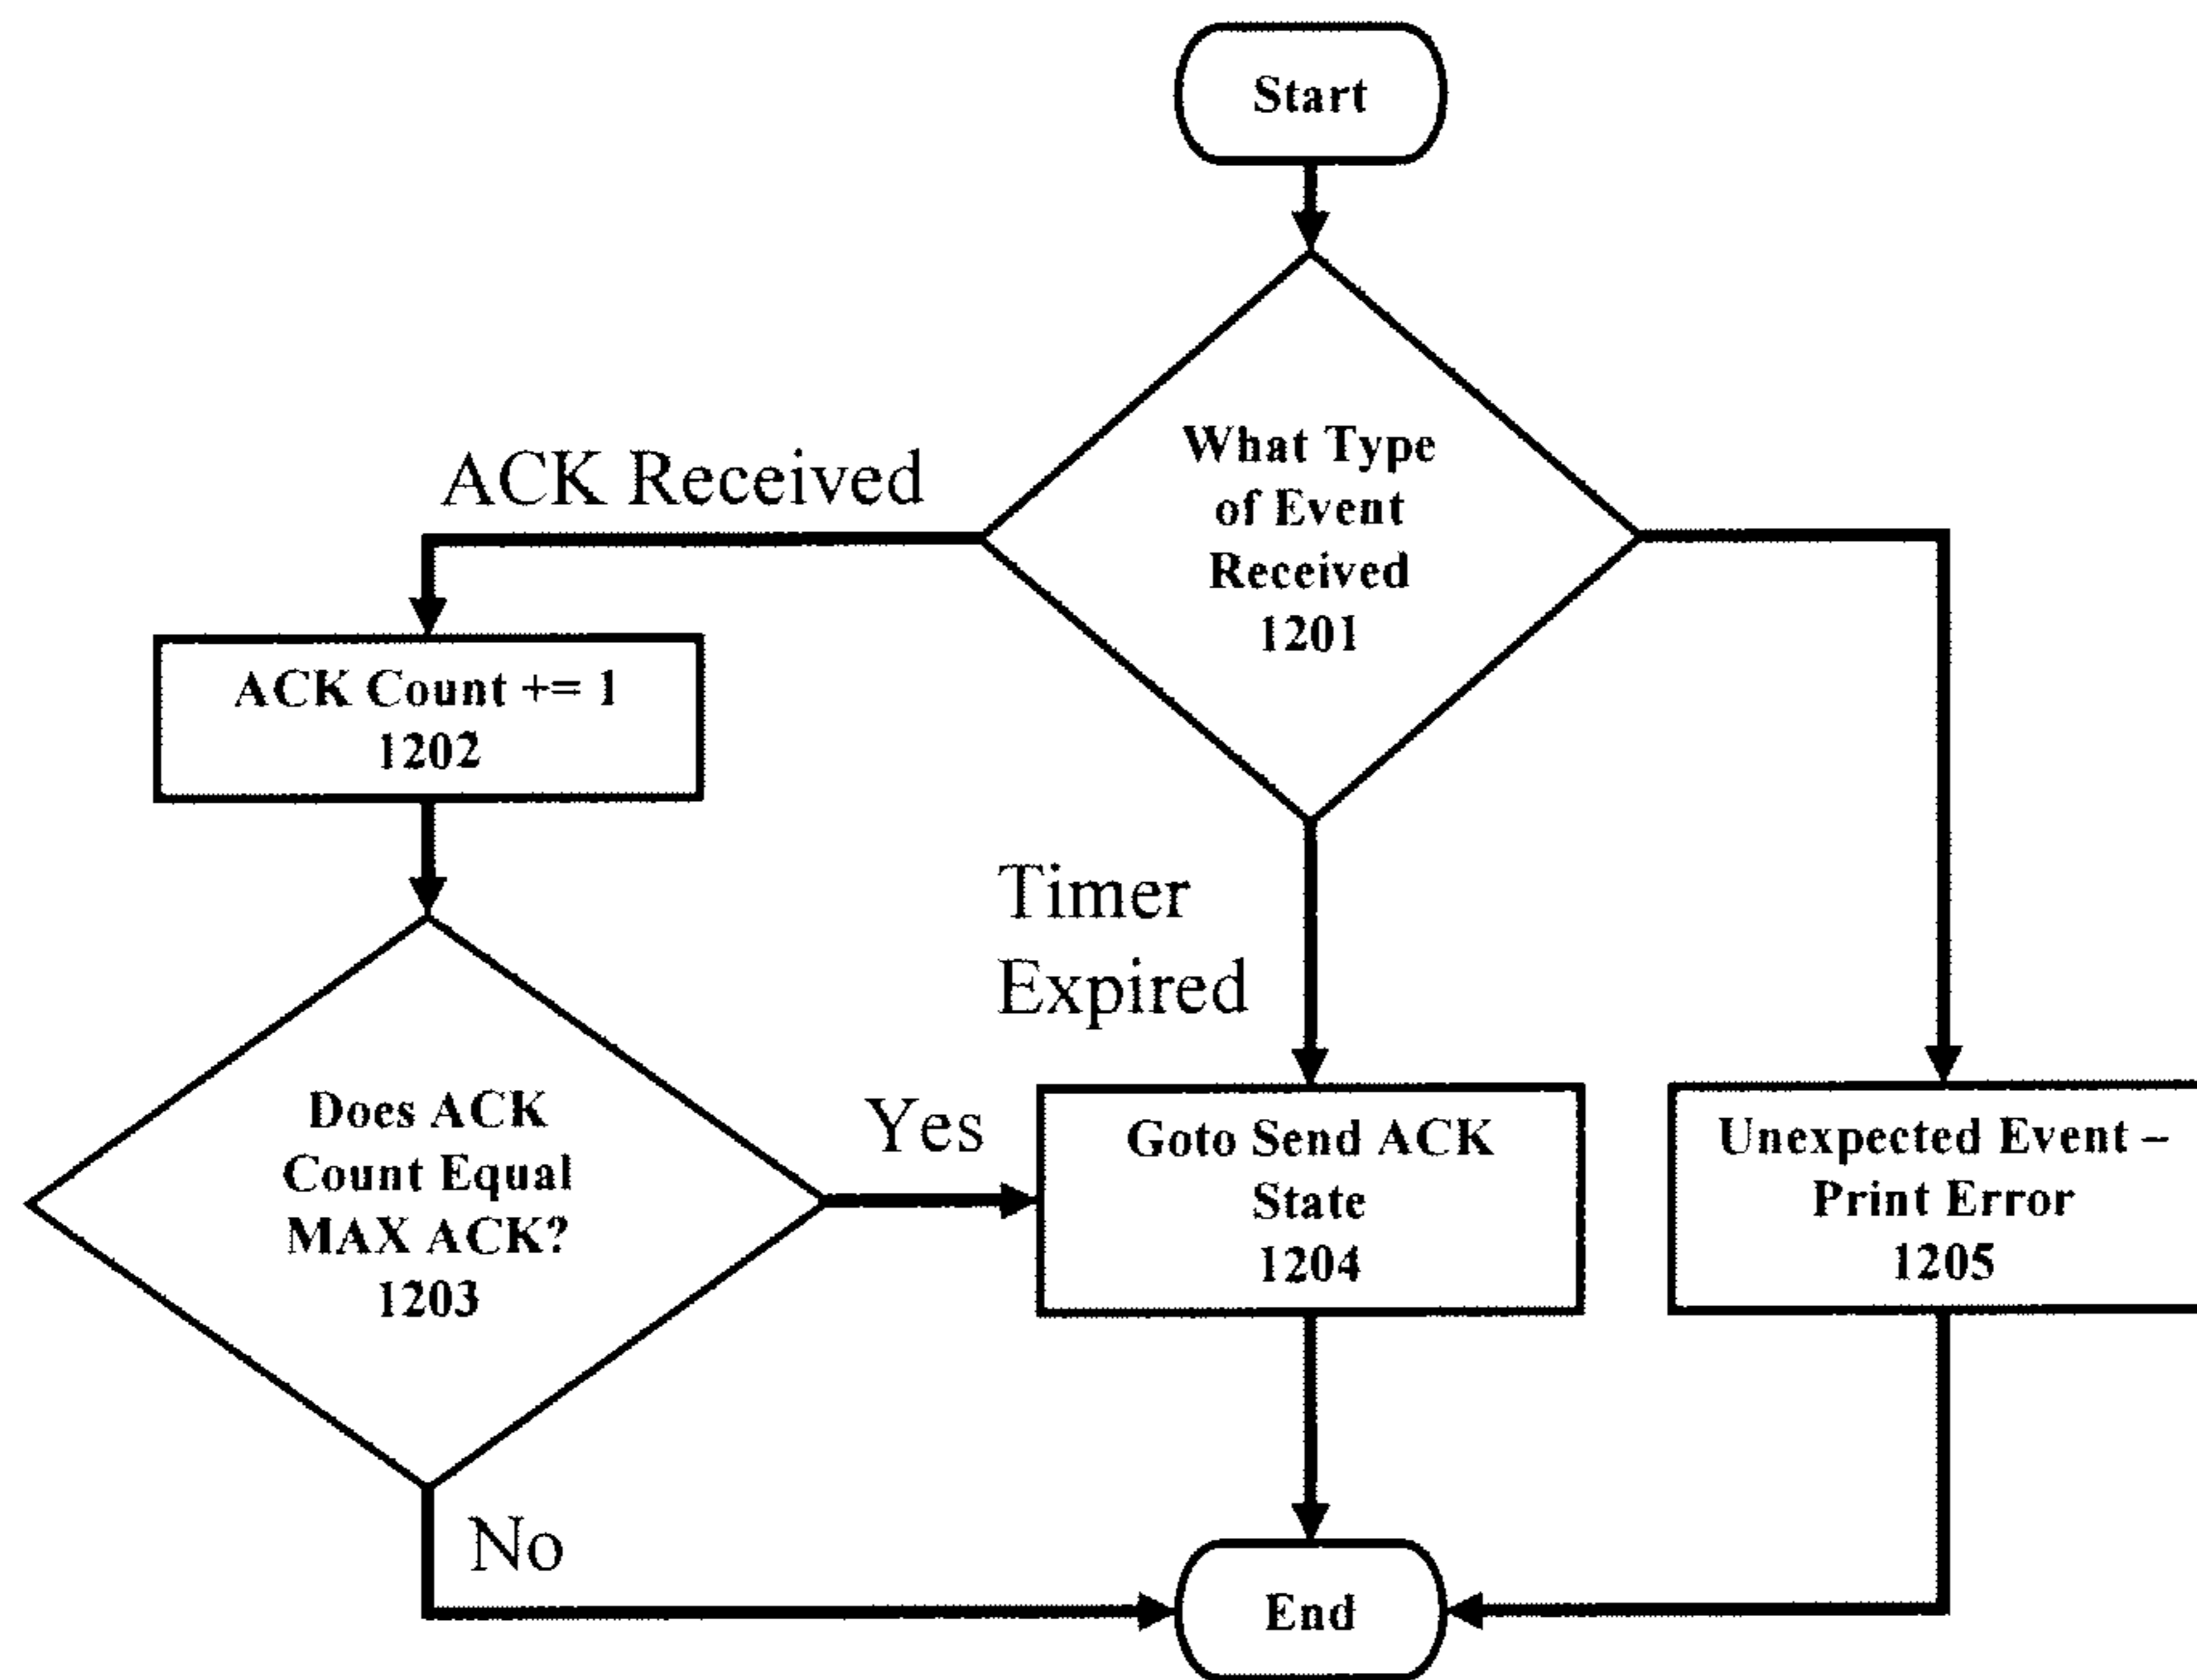 Start
What Type
of Event
Received
1201
ACK Received
ACK Count += 1
1202
Timer
Expired
Does ACK
Count Equal
MAX ACK?
1203
Yes
Goto Send ACK
State
1204
Unexpected Event –
Print Error
1205
No
End